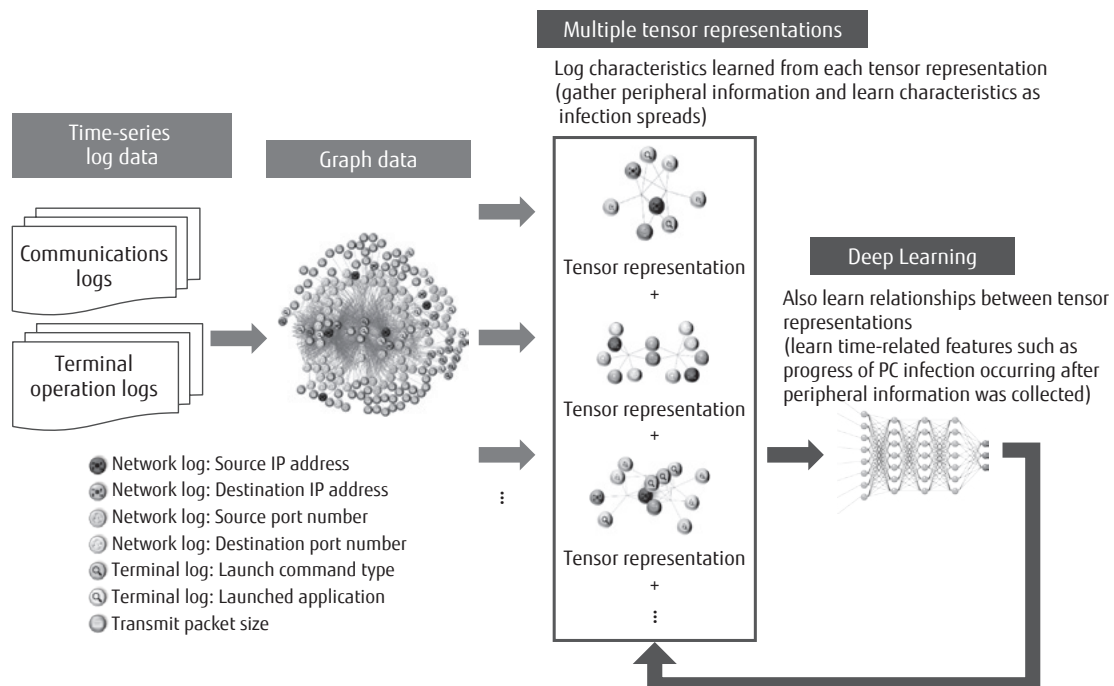 Multiple tensor representations
Log characteristics learned from each tensor representation
(gather peripheral information and learn characteristics as
infection spreads)
Time-series
log data
Graph data
Communications
logs
Terminal
operation logs
Tensor representation
+
Tensor representation
+
Tensor representation
+
⋮
Deep Learning
Also learn relationships between tensor
representations
(learn time-related features such as
progress of PC infection occurring after
peripheral information was collected)
⋮
Network log: Source IP address
Network log: Destination IP address
Network log: Source port number
Network log: Destination port number
Terminal log: Launch command type
Terminal log: Launched application
Transmit packet size